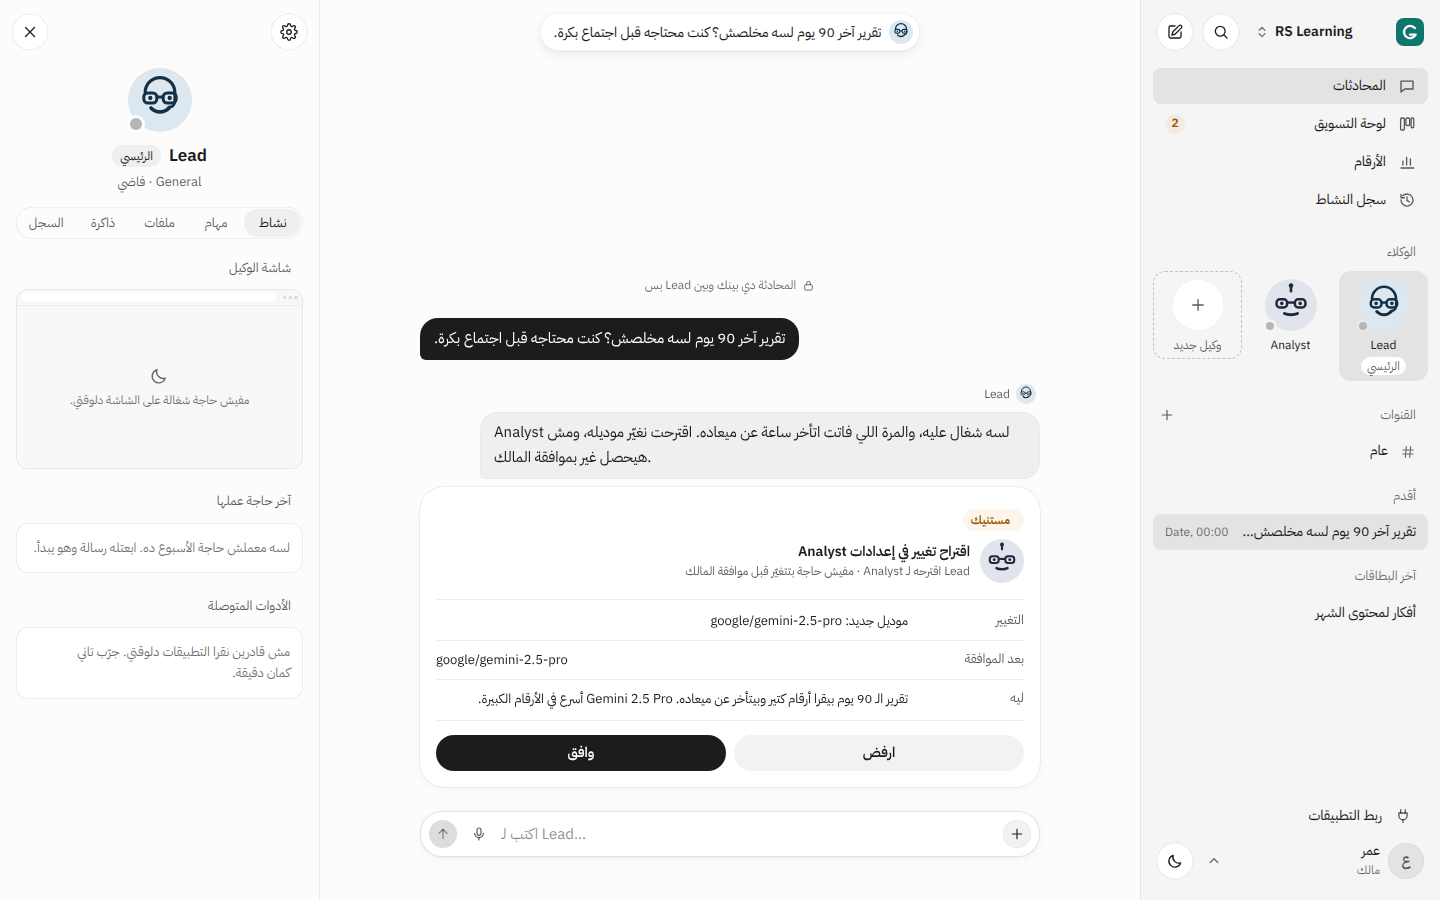 RS Learning
المحادثات
لوحة التسويق
2
الأرقام
سجل النشاط
الوكلاء
Lead
الرئيسي
Analyst
وكيل جديد
القنوات
عام
أقدم
تقرير آخر 90 يوم لسه مخلصش...
Date, 00:00
آخر البطاقات
أفكار لمحتوى الشهر
ربط التطبيقات
ع
عمر
مالك
تقرير آخر 90 يوم لسه مخلصش؟ كنت محتاجه قبل اجتماع بكرة.
المحادثة دي بينك وبين Lead بس
تقرير آخر 90 يوم لسه مخلصش؟ كنت محتاجه قبل اجتماع بكرة.
Lead
Analyst لسه شغال عليه، والمرة اللي فاتت اتأخر ساعة عن ميعاده. اقترحت نغيّر موديله، ومش
هيحصل غير بموافقة المالك.
مستنيك
اقتراح تغيير في إعدادات Analyst
Lead اقترحه لـ Analyst · مفيش حاجة بتتغيّر قبل موافقة المالك
التغيير
موديل جديد: google/gemini-2.5-pro
بعد الموافقة
google/gemini-2.5-pro
ليه
تقرير الـ 90 يوم بيقرا أرقام كتير وبيتأخر عن ميعاده. Gemini 2.5 Pro أسرع في الأرقام الكبيرة.
ارفض
وافق
اكتب لـ Lead...
Lead
الرئيسي
General · فاضي
نشاط
مهام
ملفات
ذاكرة
السجل
شاشة الوكيل
مفيش حاجة شغالة على الشاشة دلوقتي.
آخر حاجة عملها
لسه معملش حاجة الأسبوع ده. ابعتله رسالة وهو يبدأ.
الأدوات المتوصلة
مش قادرين نقرا التطبيقات دلوقتي. جرّب تاني
كمان دقيقة.